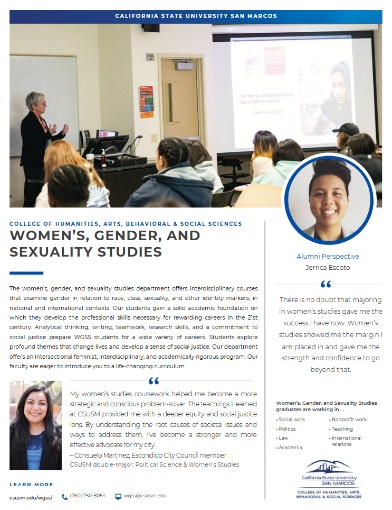 CALIFORNIA STATE UNIVERSITY SAN MARCOS
COLLEGE OF HUMANITIES, ARTS, BEHAVIORAL & SOCIAL SCIENCES
WOMEN'S, GENDER, AND
SEXUALITY STUDIES
The women's, gender, and sexuality studies department offers interdisciplinary courses
that examine gender in relation to race, class, sexuality, and other identity markers, in
national and international contexts. Our students gain a solid academic foundation on
which they develop the professional skills necessary for rewarding careers in the 21st
century. Analytical thinking, writing, teamwork, research skills, and a commitment to
social justice prepare WGSS students for a wide variety of careers. Students explore
profound themes that change lives and develop a sense of social justice. Our department
offers an intersectional feminist, interdisciplinary, and academically rigorous program. Our
faculty are eager to introduce you to a life-changing curriculum.
“
My women's studies coursework helped me become a more
strategic and conscious problem-solver. The teachings I learned
at CSUSM provided me with a deeper equity and social justice
lens. By understanding the root causes of societal issues and
ways to address them, I've become a stronger and more
effective advocate for my city.
– Consuelo Martinez, Escondido City Council member
CSUSM double-major: Political Science & Women's Studies
LEARN MORE
csusm.edu/wgss/
(760) 750-8054
wgss@csusm.edu
Alumni Perspective
Jerrica Escoto
“
There is no doubt that majoring
in women's studies gave me the
success I have now. Women's
studies showed me the margin I
am placed in and gave me the
strength and confidence to go
beyond that.
Women's, Gender, and Sexuality Studies
graduates are working in ...
• Social work
• Politics
• Law
• Academia
• Nonprofit work
• Teaching
• International
relations
California State University
SAN MARCOS
COLLEGE OF HUMANITIES, ARTS,
BEHAVIORAL & SOCIAL SCIENCES